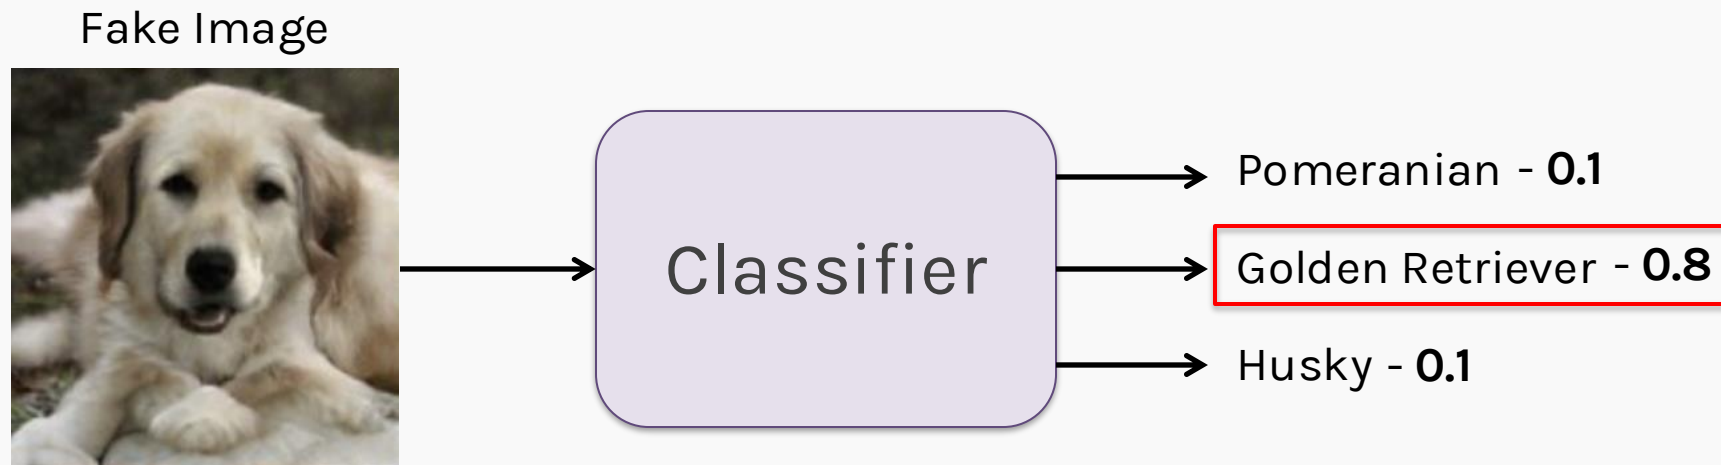 Fake Image
Classifier
Pomeranian - 0.1
Golden Retriever - 0.8
Husky - 0.1